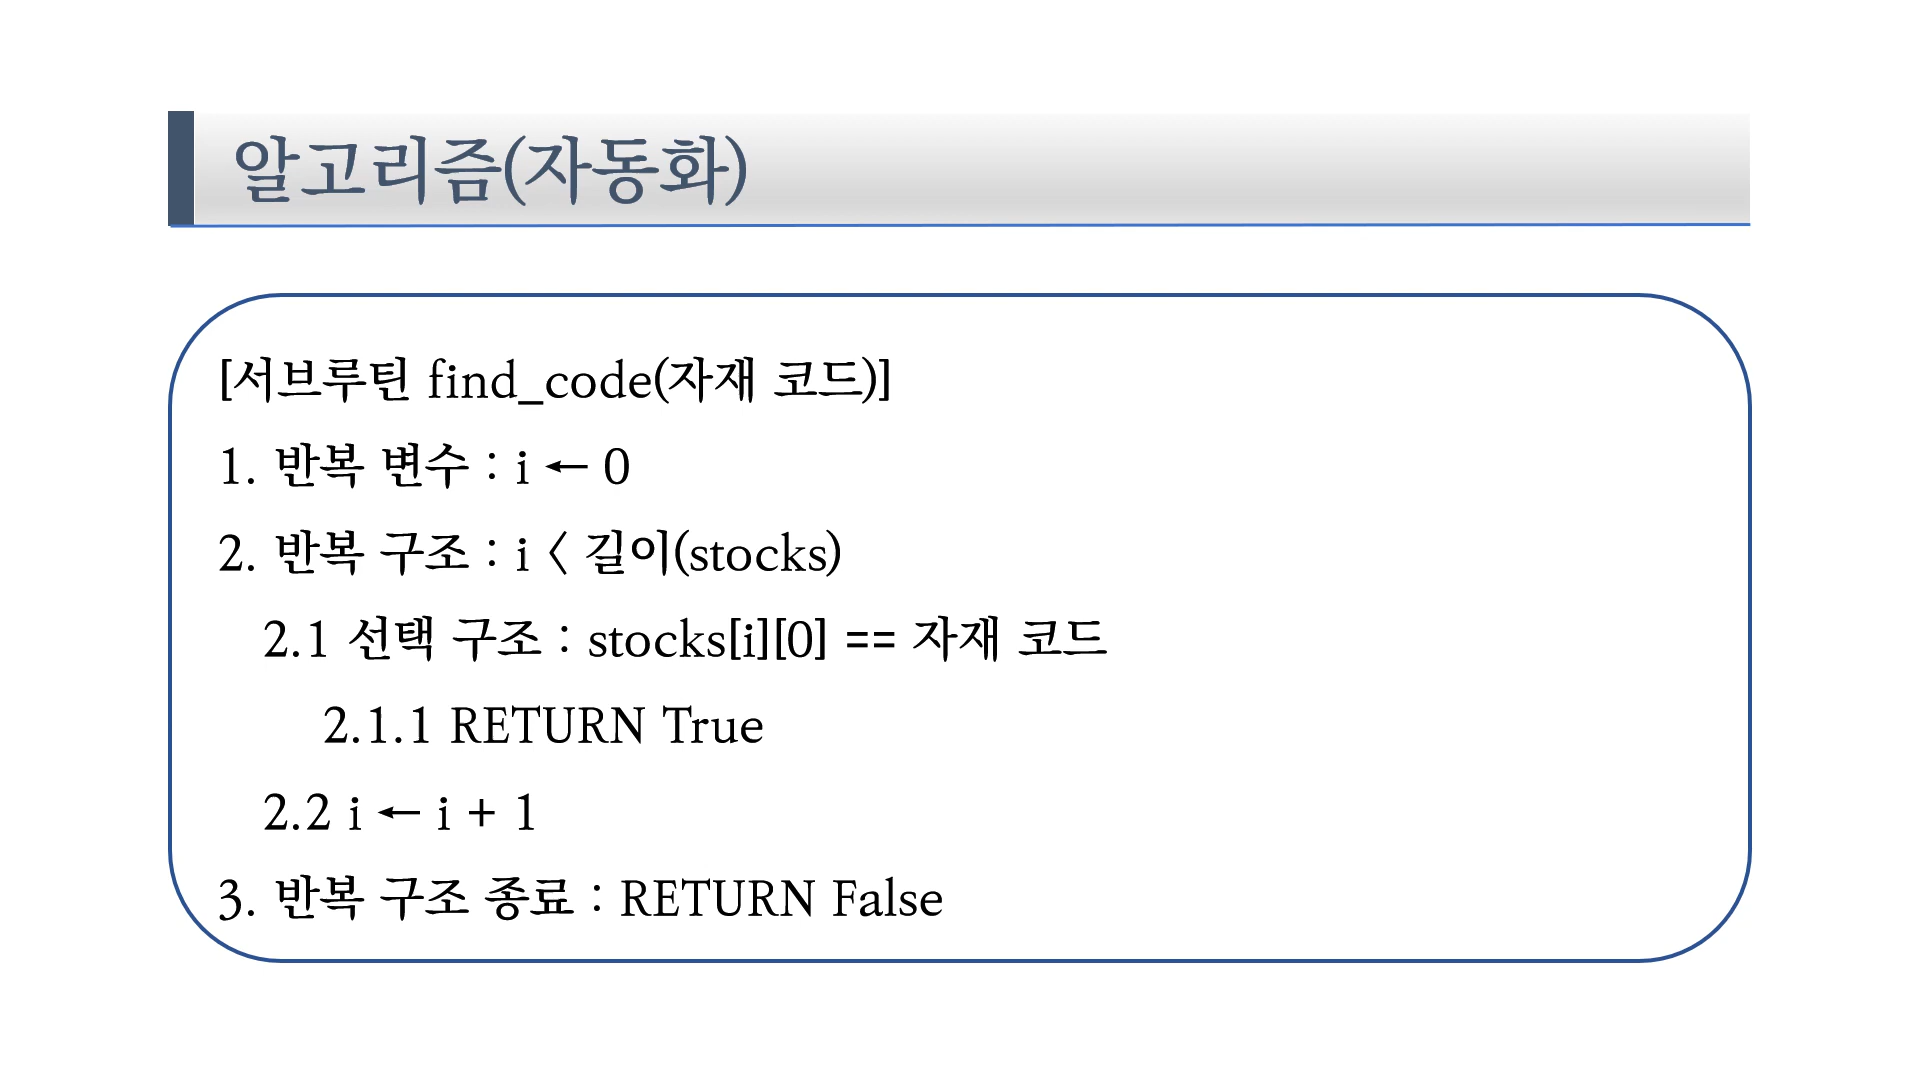 알고리즘(자동화)
[서브루틴 find_code(자재 코드)]
1. 반복 변수 : i ← 0
2. 반복 구조 : i < 길이(stocks)
2.1 선택 구조 : stocks[i][0] == 자재 코드
2.1.1 RETURN True
2.2 i ← i + 1
3. 반복 구조 종료 : RETURN False